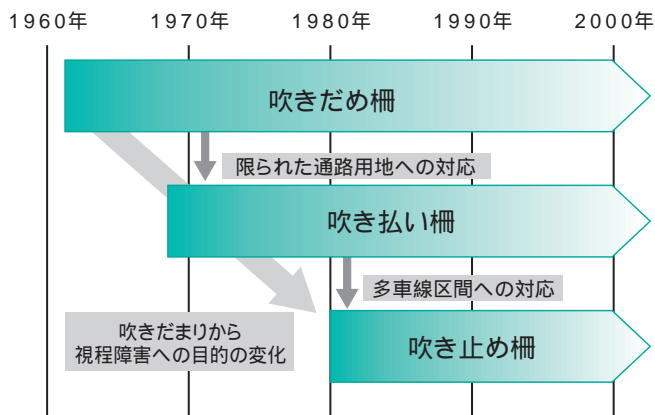 1960年 1970年 1980年 1990年 2000年
吹きだめ柵
限られた通路用地への対応
吹き払い柵
多車線区間への対応
吹きだまりから
視程障害への目的の変化
吹き止め柵